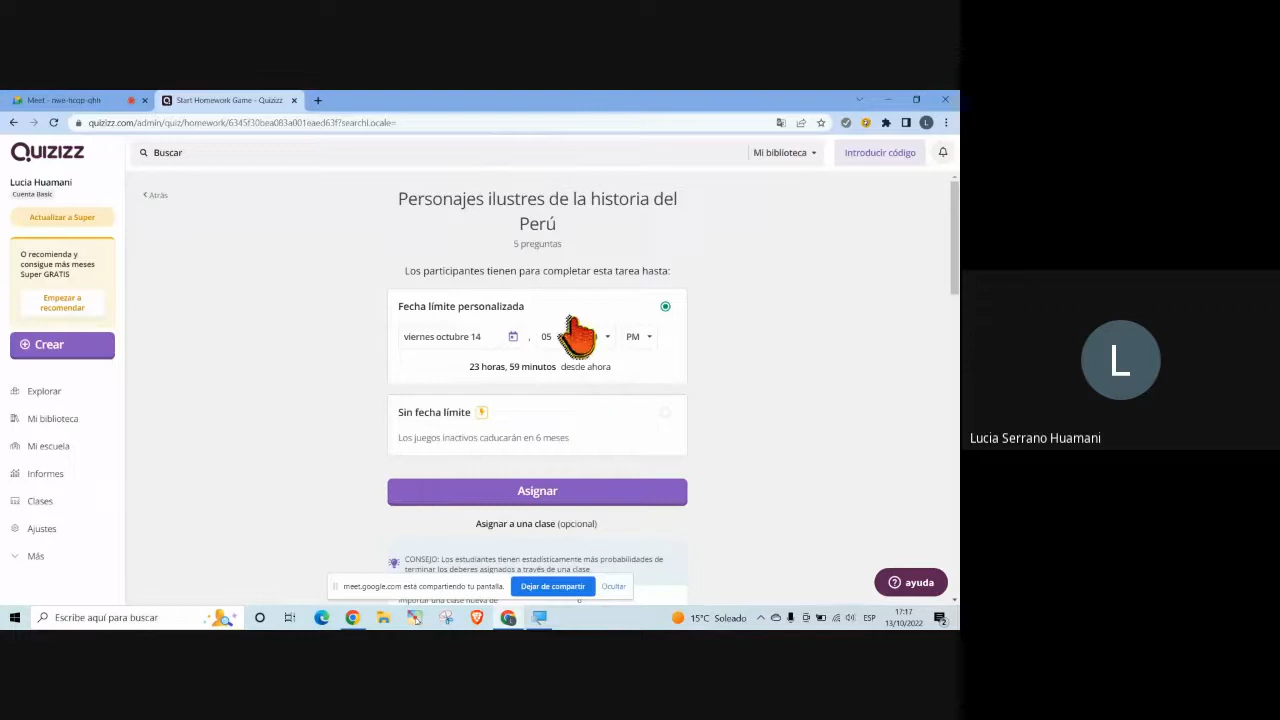 Meet - nwe-hcqp-qhh
Start Homework Game - Quizizz
quizizz.com/admin/quiz/homework/6345f30bea083a001eaed63f?searchLocale=
QUIZIZZ
Buscar
Mi biblioteca
Introducir código
Lucia Huamani
Cuenta Basic
Actualizar a Super
O recomienda y
consigue más meses
Super GRATIS
Empezar a
recomendar
Crear
Explorar
Mi biblioteca
Mi escuela
Informes
Clases
Ajustes
Más
Atrás
Personajes ilustres de la historia del
Perú
5 preguntas
Los participantes tienen para completar esta tarea hasta:
Fecha límite personalizada
viernes octubre 14 , 05 PM
23 horas, 59 minutos desde ahora
Sin fecha límite
Los juegos inactivos caducarán en 6 meses
Asignar
Asignar a una clase (opcional)
CONSEJO: Los estudiantes tienen estadísticamente más probabilidades de
terminar los deberes asignados a través de una clase
meet.google.com está compartiendo tu pantalla.
Dejar de compartir
Ocultar
importar una clase nueva de
ayuda
Escribe aquí para buscar
15°C Soleado
ESP
17:17
13/10/2022
L
Lucia Serrano Huamani